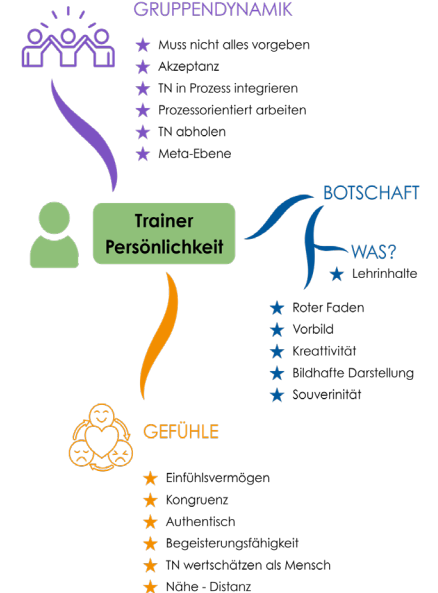 GRUPPENDYNAMIK
Muss nicht alles vorgeben
Akzeptanz
TN in Prozess integrieren
Prozessorientiert arbeiten
TN abholen
Meta-Ebene
Trainer
Persönlichkeit
BOTSCHAFT
WAS?
Lehrinhalte
Roter Faden
Vorbild
Kreattivität
Bildhafte Darstellung
Souverinität
GEFÜHLE
Einfühlsvermögen
Kongruenz
Authentisch
Begeisterungsfähigkeit
TN wertschätzen als Mensch
Nähe - Distanz